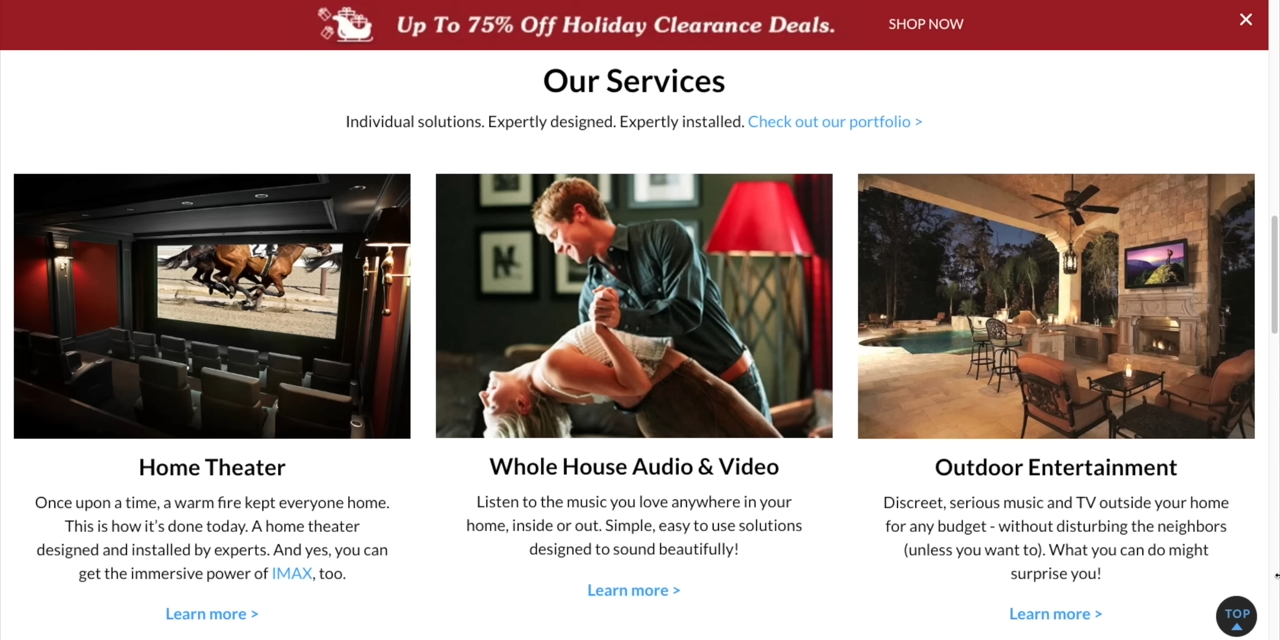 Up To 75% Off Holiday Clearance Deals.
SHOP NOW
Our Services
Individual solutions. Expertly designed. Expertly installed. Check out our portfolio >
Home Theater
Once upon a time, a warm fire kept everyone home.
This is how it's done today. A home theater
designed and installed by experts. And yes, you can
get the immersive power of IMAX, too.
Learn more >
Whole House Audio & Video
Listen to the music you love anywhere in your
home, inside or out. Simple, easy to use solutions
designed to sound beautifully!
Learn more >
Outdoor Entertainment
Discreet, serious music and TV outside your home
for any budget - without disturbing the neighbors
(unless you want to). What you can do might
surprise you!
Learn more >
TOP